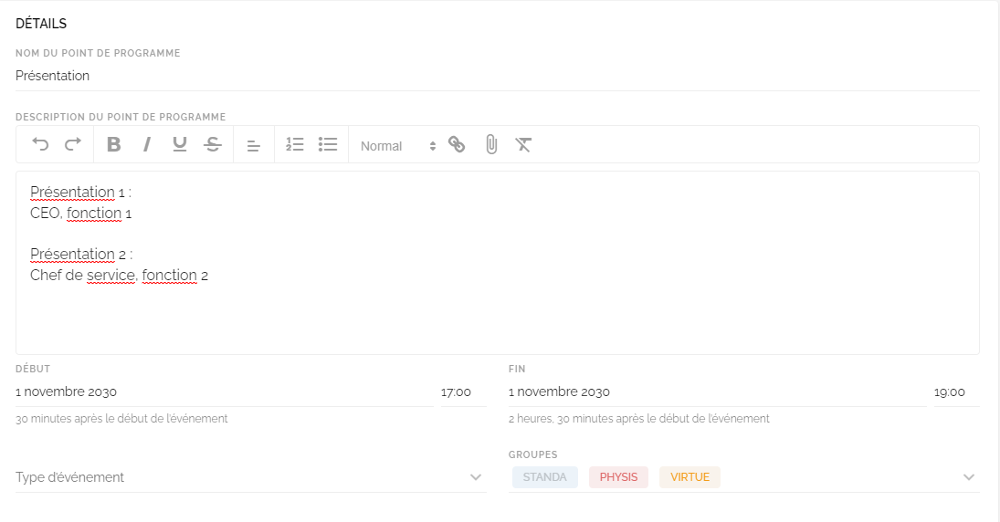 DÉTAILS
NOM DU POINT DE PROGRAMME
Présentation
DESCRIPTION DU POINT DE PROGRAMME
B I U S Normal
Présentation 1 :
CEO, fonction 1
Présentation 2 :
Chef de service, fonction 2
DÉBUT
1 novembre 2030 17:00
30 minutes après le début de l'événement
FIN
1 novembre 2030 19:00
2 heures, 30 minutes après le début de l'événement
Type d'événement
GROUPES
STANDA PHYSIS VIRTUE